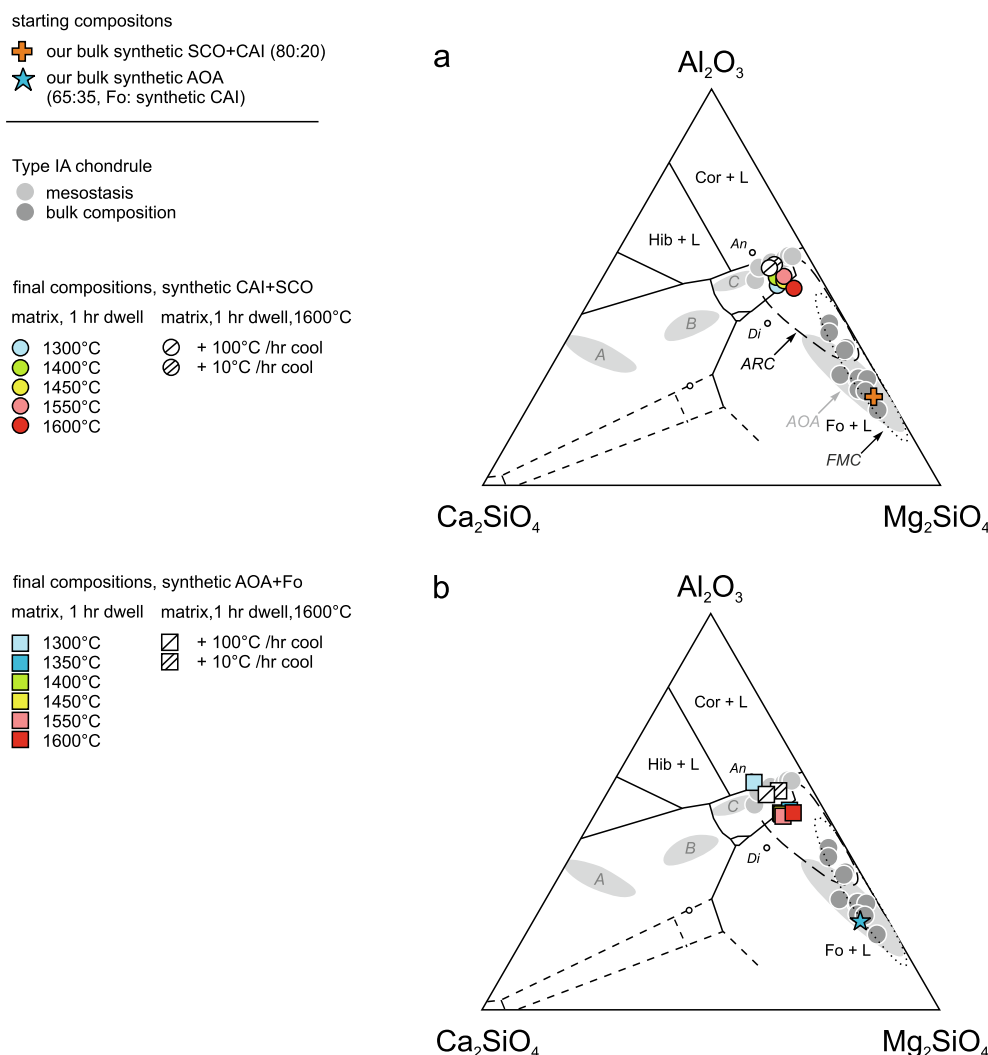 starting compositons
our bulk synthetic SCO+CAI (80:20)
our bulk synthetic AOA
(65:35, Fo: synthetic CAI)
Type IA chondrule
mesostasis
bulk composition
final compositions, synthetic CAI+SCO
matrix, 1 hr dwell matrix,1 hr dwell,1600°C
1300°C + 100°C /hr cool
1400°C + 10°C /hr cool
1450°C
1550°C
1600°C
a
Al₂O₃
Cor + L
Hib + L
An
C
B
Di
A
ARC
AOA
Fo + L
FMC
Ca₂SiO₄
Mg₂SiO₄
final compositions, synthetic AOA+Fo
matrix, 1 hr dwell matrix,1 hr dwell,1600°C
1300°C + 100°C /hr cool
1350°C + 10°C /hr cool
1400°C
1450°C
1550°C
1600°C
b
Al₂O₃
Cor + L
Hib + L
An
C
B
Di
A
Fo + L
Ca₂SiO₄
Mg₂SiO₄